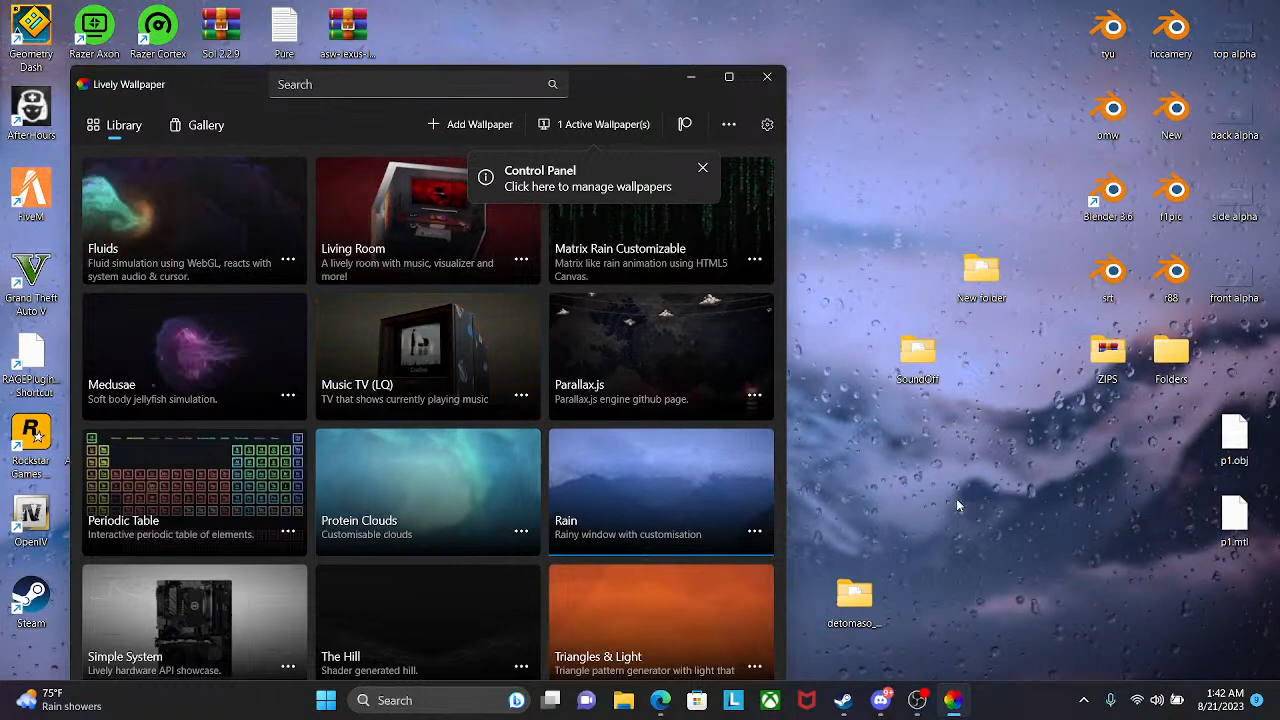 Geometry
Dash
Razer Axon
Razer Cortex
Sol 2.2.9
Pure
asw-lexus-l...
tyu
hccamery
top alpha
Lively Wallpaper
Search
Library
Gallery
Add Wallpaper
1 Active Wallpaper(s)
Control Panel
Click here to manage wallpapers
AfterHours
bmw
New
back alpha
FiveM
Blender 3.6
f1pic
side alpha
Fluids
Fluid simulation using WebGL, reacts with
system audio & cursor.
Living Room
A lively room with music, visualizer and
more!
Matrix Rain Customizable
Matrix like rain animation using HTML5
Canvas.
Grand Theft
Auto V
New folder
srt
r88
front alpha
Medusae
Soft body jellyfish simulation.
Music TV (LQ)
TV that shows currently playing music
Parallax.js
Parallax.js engine github page.
RAGEPlugin...
- Shortcut
SoundOff
ZIPS
Folders
Rockstar
Games ...
p1.obj
Periodic Table
Interactive periodic table of elements.
Protein Clouds
Customisable clouds
Rain
Rainy window with customisation
OpenIV
p1.mtl
Steam
detomaso_...
Simple System
Lively hardware API showcase.
The Hill
Shader generated hill.
Triangles & Light
Triangle pattern generator with light that
75°F
Rain showers
Search
9+
5:42 AM
8/21/2023